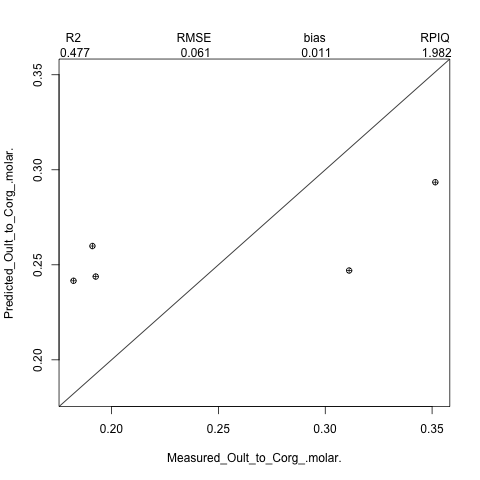 R2 RMSE bias RPIQ
0.477 0.061 0.011 1.982
Predicted_Oult_to_Corg_.molar.
0.35
0.30
0.25
0.20
0.20 0.25 0.30 0.35
Measured_Oult_to_Corg_.molar.